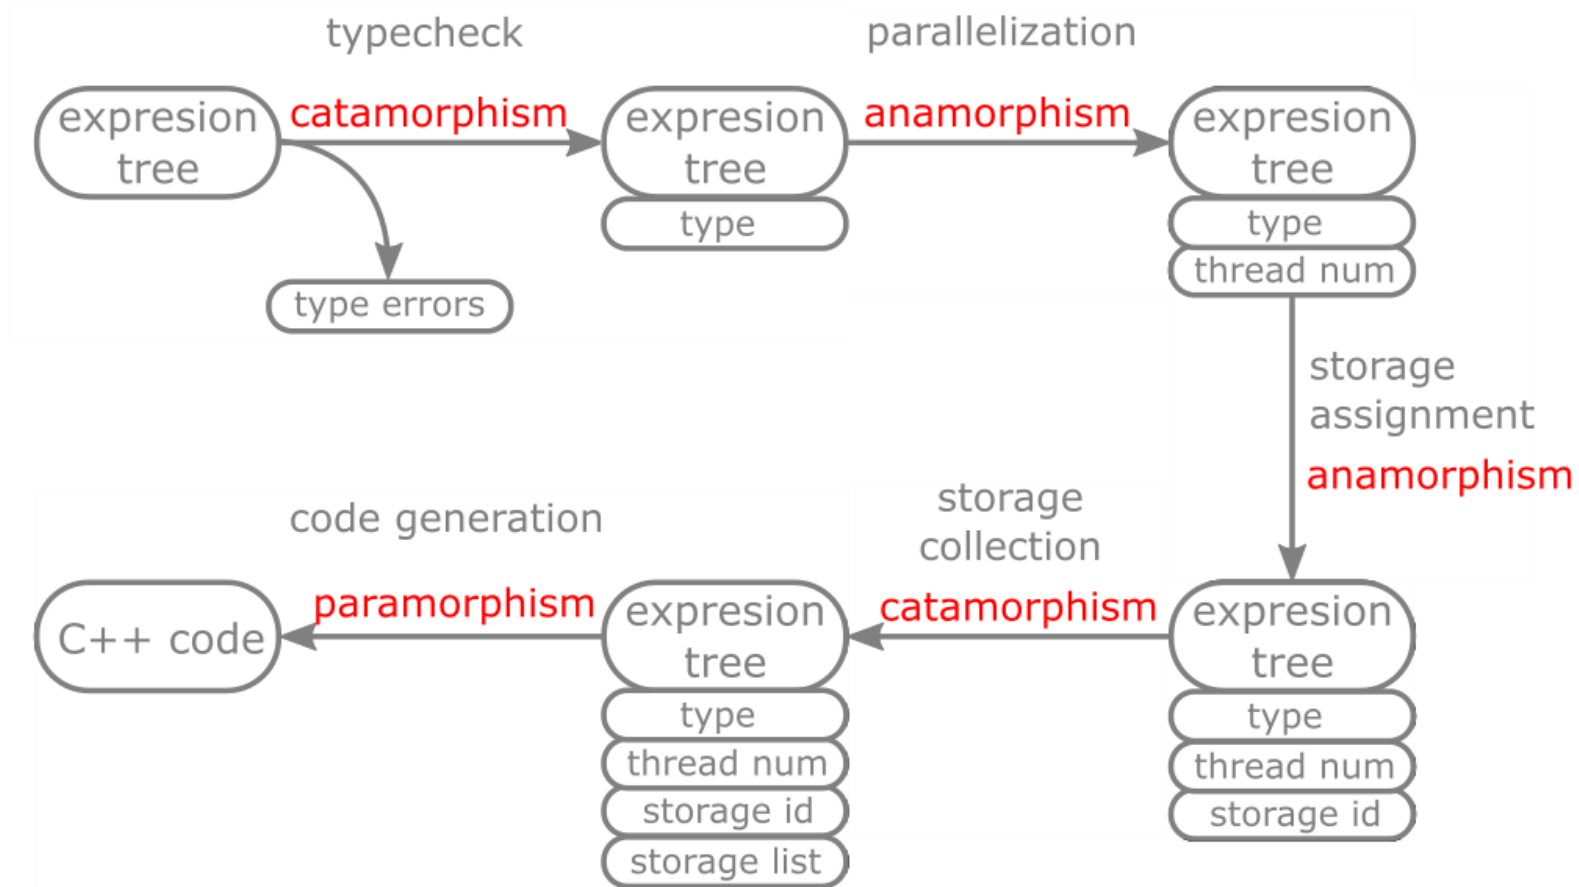 typecheck
parallelization
expresion
tree
catamorphism
expresion
tree
type
anamorphism
expresion
tree
type
thread num
type errors
storage
assignment
anamorphism
code generation
storage
collection
C++ code
paramorphism
expresion
tree
type
thread num
storage id
storage list
catamorphism
expresion
tree
type
thread num
storage id